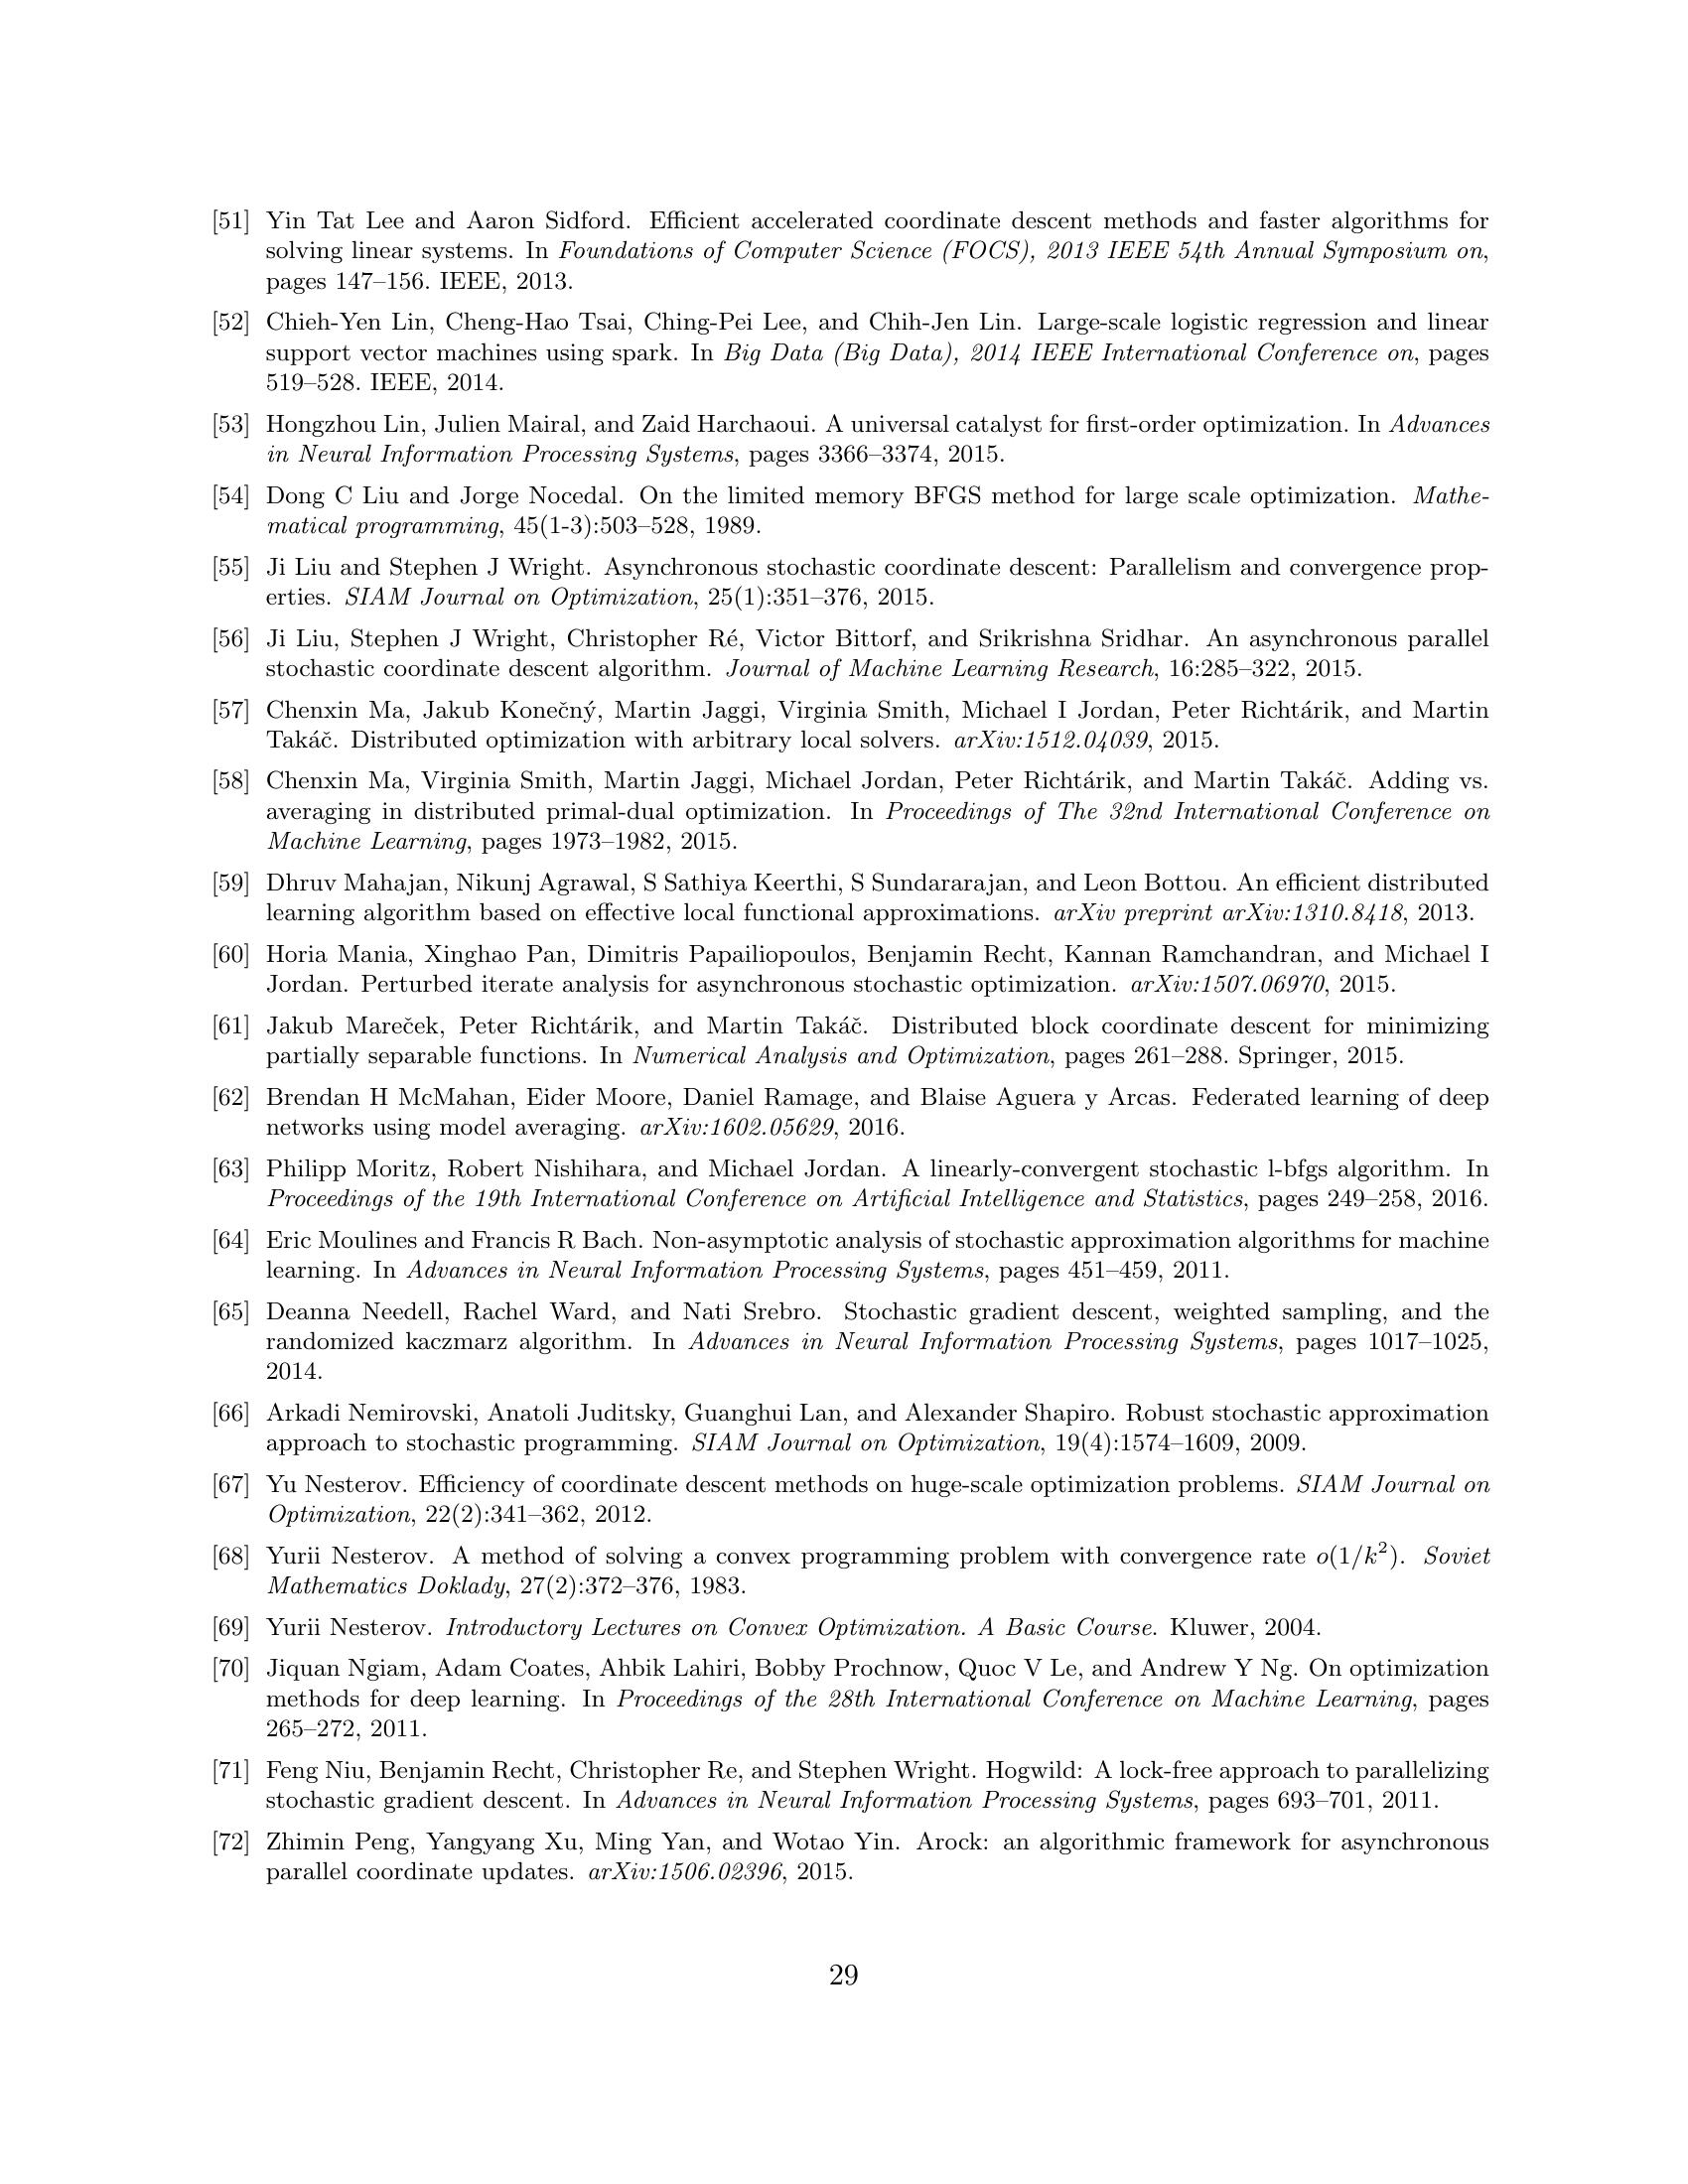 [51] Yin Tat Lee and Aaron Sidford. Efficient accelerated coordinate descent methods and faster algorithms for
solving linear systems. In Foundations of Computer Science (FOCS), 2013 IEEE 54th Annual Symposium on,
pages 147–156. IEEE, 2013.
[52] Chieh-Yen Lin, Cheng-Hao Tsai, Ching-Pei Lee, and Chih-Jen Lin. Large-scale logistic regression and linear
support vector machines using spark. In Big Data (Big Data), 2014 IEEE International Conference on, pages
519–528. IEEE, 2014.
[53] Hongzhou Lin, Julien Mairal, and Zaid Harchaoui. A universal catalyst for first-order optimization. In Advances
in Neural Information Processing Systems, pages 3366–3374, 2015.
[54] Dong C Liu and Jorge Nocedal. On the limited memory BFGS method for large scale optimization. Mathe-
matical programming, 45(1-3):503–528, 1989.
[55] Ji Liu and Stephen J Wright. Asynchronous stochastic coordinate descent: Parallelism and convergence prop-
erties. SIAM Journal on Optimization, 25(1):351–376, 2015.
[56] Ji Liu, Stephen J Wright, Christopher Ré, Victor Bittorf, and Srikrishna Sridhar. An asynchronous parallel
stochastic coordinate descent algorithm. Journal of Machine Learning Research, 16:285–322, 2015.
[57] Chenxin Ma, Jakub Konečný, Martin Jaggi, Virginia Smith, Michael I Jordan, Peter Richtárik, and Martin
Takáč. Distributed optimization with arbitrary local solvers. arXiv:1512.04039, 2015.
[58] Chenxin Ma, Virginia Smith, Martin Jaggi, Michael Jordan, Peter Richtárik, and Martin Takáč. Adding vs.
averaging in distributed primal-dual optimization. In Proceedings of The 32nd International Conference on
Machine Learning, pages 1973–1982, 2015.
[59] Dhruv Mahajan, Nikunj Agrawal, S Sathiya Keerthi, S Sundararajan, and Leon Bottou. An efficient distributed
learning algorithm based on effective local functional approximations. arXiv preprint arXiv:1310.8418, 2013.
[60] Horia Mania, Xinghao Pan, Dimitris Papailiopoulos, Benjamin Recht, Kannan Ramchandran, and Michael I
Jordan. Perturbed iterate analysis for asynchronous stochastic optimization. arXiv:1507.06970, 2015.
[61] Jakub Mareček, Peter Richtárik, and Martin Takáč. Distributed block coordinate descent for minimizing
partially separable functions. In Numerical Analysis and Optimization, pages 261–288. Springer, 2015.
[62] Brendan H McMahan, Eider Moore, Daniel Ramage, and Blaise Aguera y Arcas. Federated learning of deep
networks using model averaging. arXiv:1602.05629, 2016.
[63] Philipp Moritz, Robert Nishihara, and Michael Jordan. A linearly-convergent stochastic l-bfgs algorithm. In
Proceedings of the 19th International Conference on Artificial Intelligence and Statistics, pages 249–258, 2016.
[64] Eric Moulines and Francis R Bach. Non-asymptotic analysis of stochastic approximation algorithms for machine
learning. In Advances in Neural Information Processing Systems, pages 451–459, 2011.
[65] Deanna Needell, Rachel Ward, and Nati Srebro. Stochastic gradient descent, weighted sampling, and the
randomized kaczmarz algorithm. In Advances in Neural Information Processing Systems, pages 1017–1025,
2014.
[66] Arkadi Nemirovski, Anatoli Juditsky, Guanghui Lan, and Alexander Shapiro. Robust stochastic approximation
approach to stochastic programming. SIAM Journal on Optimization, 19(4):1574–1609, 2009.
[67] Yu Nesterov. Efficiency of coordinate descent methods on huge-scale optimization problems. SIAM Journal on
Optimization, 22(2):341–362, 2012.
[68] Yurii Nesterov. A method of solving a convex programming problem with convergence rate o(1/k²). Soviet
Mathematics Doklady, 27(2):372–376, 1983.
[69] Yurii Nesterov. Introductory Lectures on Convex Optimization. A Basic Course. Kluwer, 2004.
[70] Jiquan Ngiam, Adam Coates, Ahbik Lahiri, Bobby Prochnow, Quoc V Le, and Andrew Y Ng. On optimization
methods for deep learning. In Proceedings of the 28th International Conference on Machine Learning, pages
265–272, 2011.
[71] Feng Niu, Benjamin Recht, Christopher Re, and Stephen Wright. Hogwild: A lock-free approach to parallelizing
stochastic gradient descent. In Advances in Neural Information Processing Systems, pages 693–701, 2011.
[72] Zhimin Peng, Yangyang Xu, Ming Yan, and Wotao Yin. Arock: an algorithmic framework for asynchronous
parallel coordinate updates. arXiv:1506.02396, 2015.
29